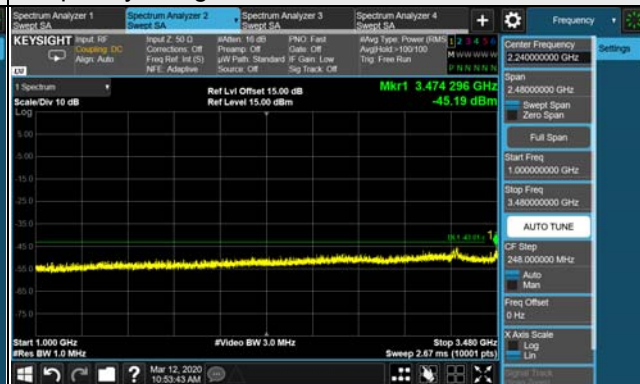 Spectrum Analyzer 1
Swept SA
Spectrum Analyzer 2
Swept SA
Spectrum Analyzer 3
Swept SA
Spectrum Analyzer 4
Swept SA
Frequency
KEYSIGHT
Input: RF
Coupling: DC
Align: Auto
Input Z: 50 Ω
Corrections: Off
Freq Ref: Int (S)
NFE: Adaptive
#Atten: 16 dB
Preamp: Off
µW Path: Standard
Source: Off
PNO: Fast
Gate: Off
IF Gain: Low
Sig Track: Off
#Avg Type: Power (RMS)
Avg|Hold: >100/100
Trig: Free Run
1 2 3 4 5 6
M W W W W W
P N N N N N
LXI
1 Spectrum
Scale/Div 10 dB
Log
Ref Lvl Offset 15.00 dB
Ref Level 15.00 dBm
Mkr1 3.474 296 GHz
-45.19 dBm
5.00
-5.00
-15.0
-25.0
-35.0
-45.0
-55.0
-65.0
-75.0
1
Start 1.000 GHz
#Res BW 1.0 MHz
#Video BW 3.0 MHz
Stop 3.480 GHz
Sweep 2.67 ms (10001 pts)
Mar 12, 2020
10:53:43 AM
Center Frequency
2.240000000 GHz
Settings
Span
2.48000000 GHz
Swept Span
Zero Span
Full Span
Start Freq
1.000000000 GHz
Stop Freq
3.480000000 GHz
AUTO TUNE
CF Step
248.000000 MHz
Auto
Man
Freq Offset
0 Hz
X Axis Scale
Log
Lin
Signal Track